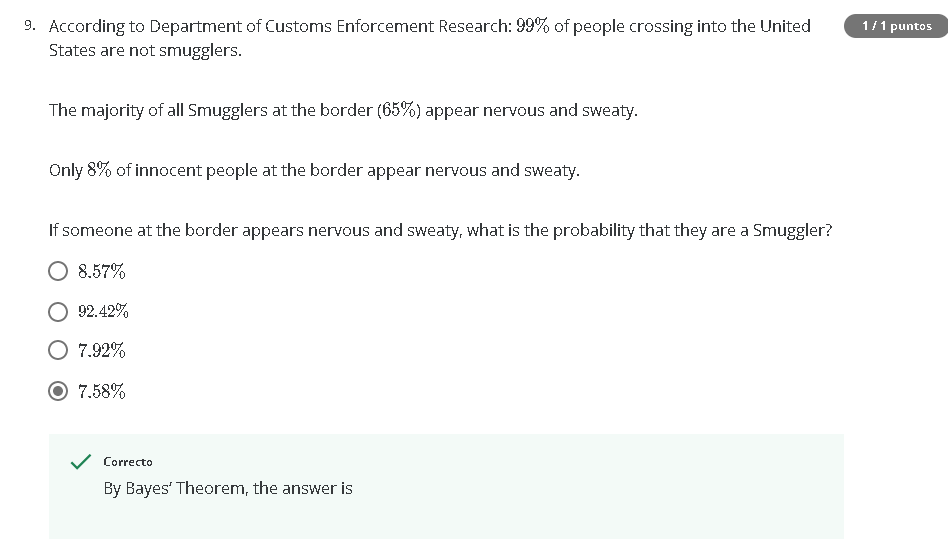 9. According to Department of Customs Enforcement Research: 99% of people crossing into the United
States are not smugglers.
1 / 1 puntos
The majority of all Smugglers at the border (65%) appear nervous and sweaty.
Only 8% of innocent people at the border appear nervous and sweaty.
If someone at the border appears nervous and sweaty, what is the probability that they are a Smuggler?
8.57%
92.42%
7.92%
7.58%
Correcto
By Bayes’ Theorem, the answer is